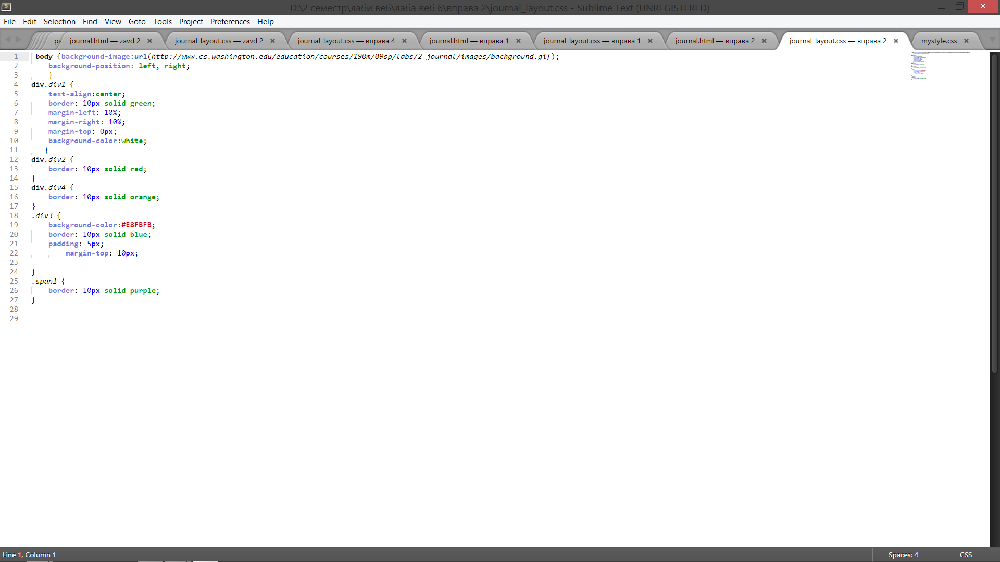 D:\2 семестр\лаби веб\лаба веб 6\вправа 2\journal_layout.css - Sublime Text (UNREGISTERED)
File Edit Selection Find View Goto Tools Project Preferences Help
pa journal.html — zavd 2 journal_layout.css — zavd 2 journal_layout.css — вправа 4 journal.html — вправа 1 journal_layout.css — вправа 1 journal.html — вправа 2 journal_layout.css — вправа 2 mystyle.css
1 body {background-image:url(http://www.cs.washington.edu/education/courses/190m/09sp/labs/2-journal/images/background.gif);
2 background-position: left, right;
3 }
4 div.div1 {
5 text-align:center;
6 border: 10px solid green;
7 margin-left: 10%;
8 margin-right: 10%;
9 margin-top: 0px;
10 background-color:white;
11 }
12 div.div2 {
13 border: 10px solid red;
14 }
15 div.div4 {
16 border: 10px solid orange;
17 }
18 .div3 {
19 background-color:#E8FBFB;
20 border: 10px solid blue;
21 padding: 5px;
22 margin-top: 10px;
23
24 }
25 .span1 {
26 border: 10px solid purple;
27 }
28
29
Line 1, Column 1 Spaces: 4 CSS